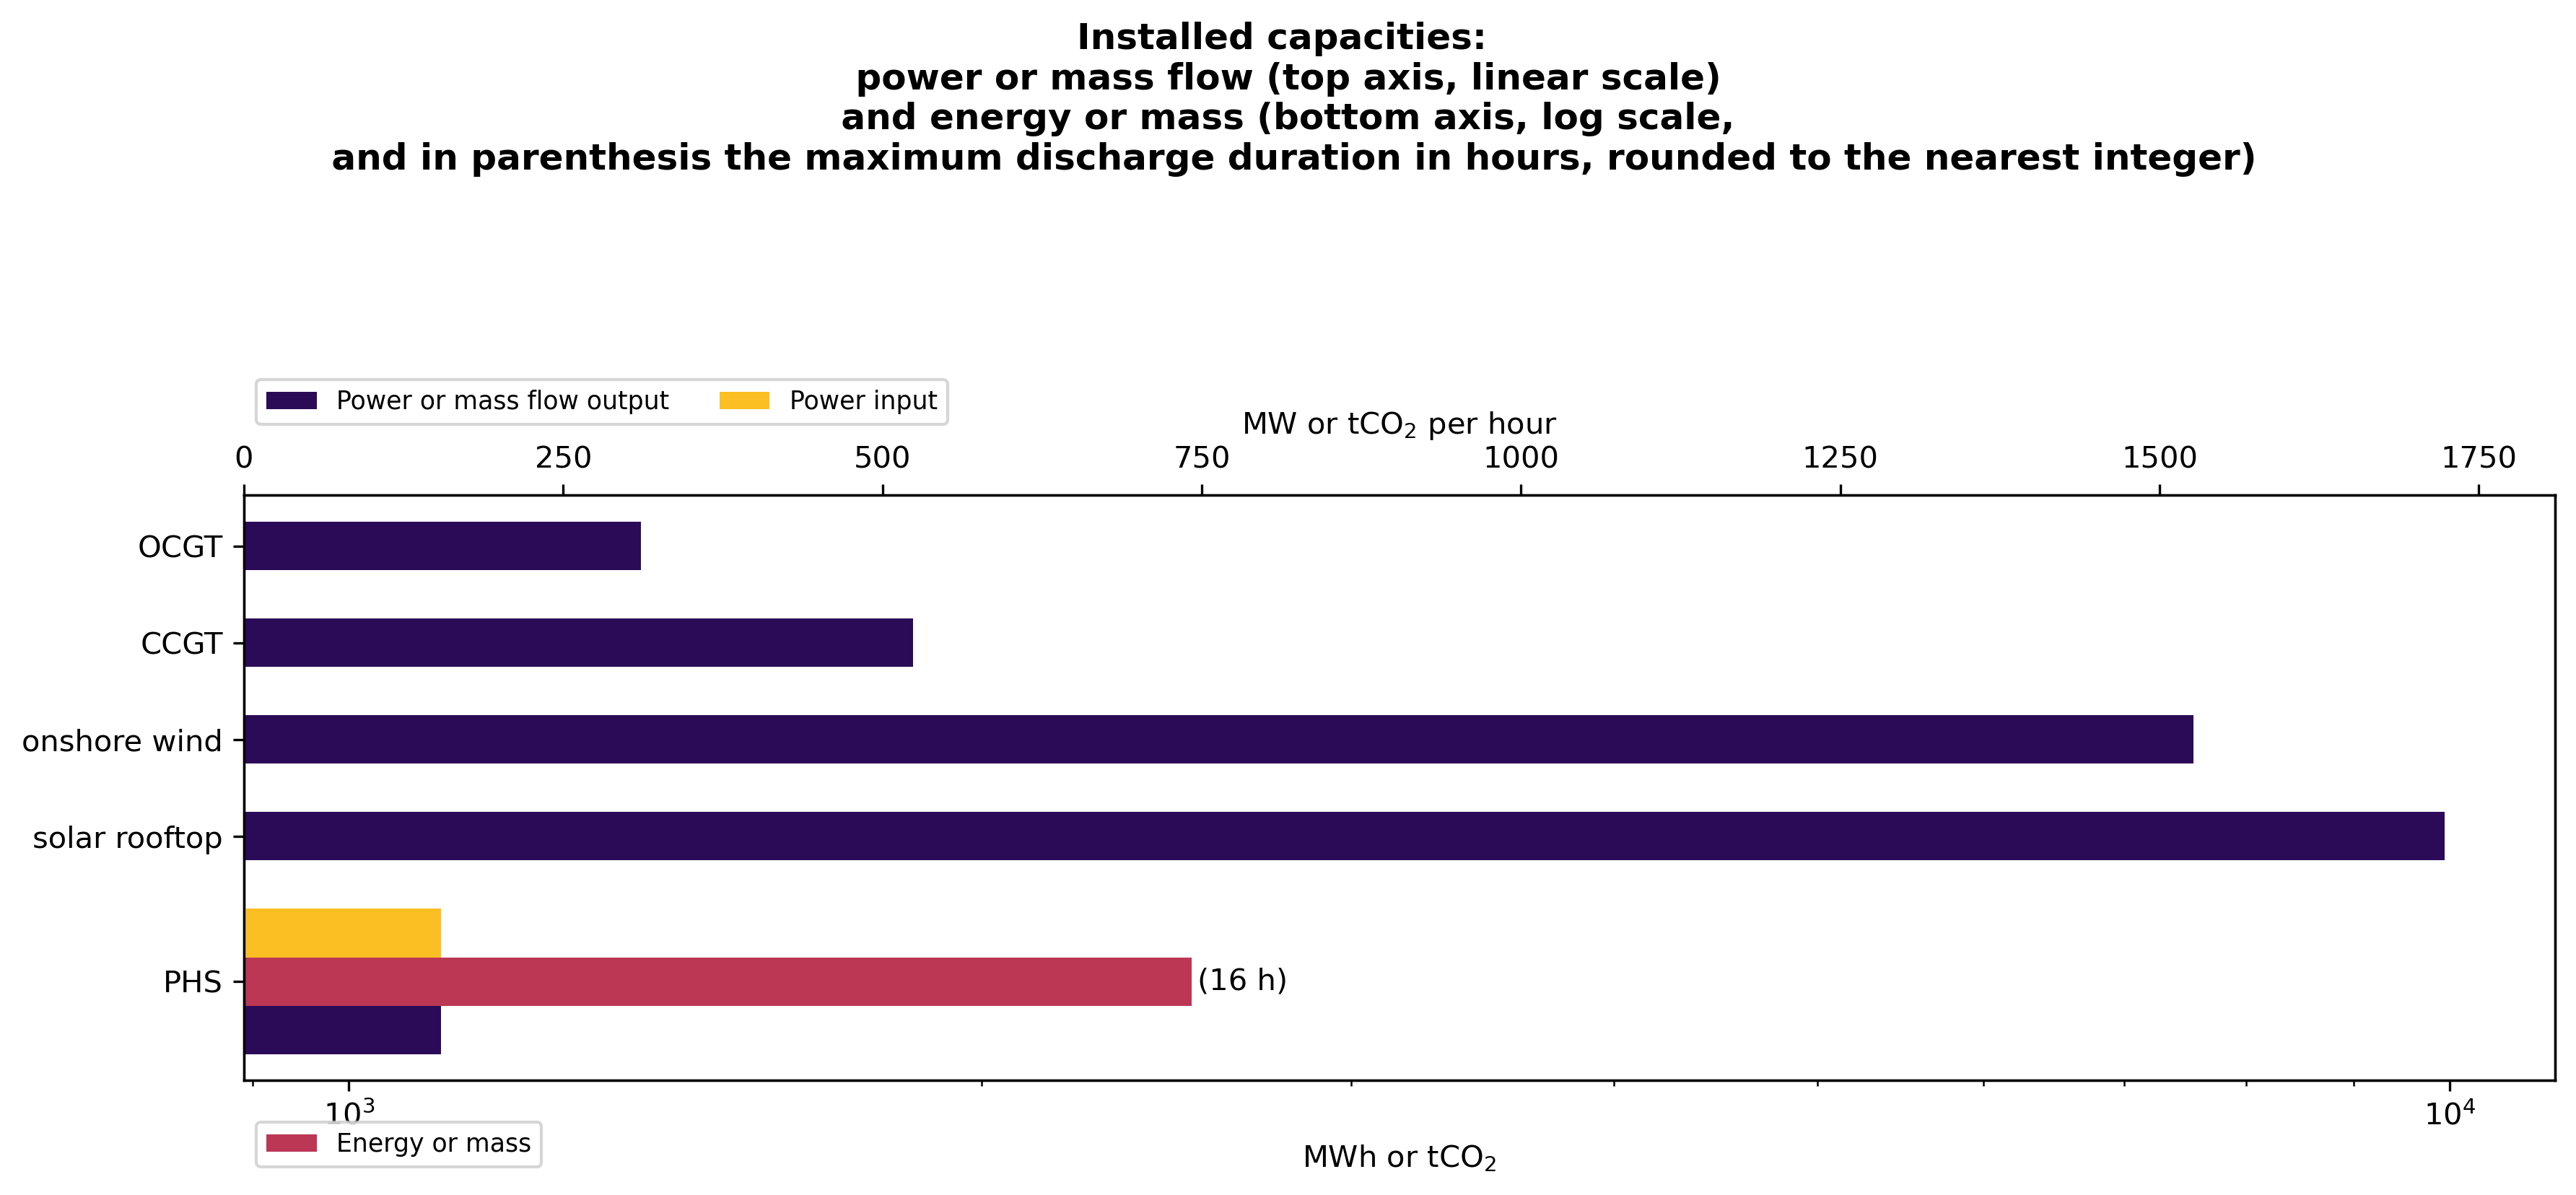 Installed capacities:
power or mass flow (top axis, linear scale)
and energy or mass (bottom axis, log scale,
and in parenthesis the maximum discharge duration in hours, rounded to the nearest integer)
Power or mass flow output
Power input
MW or tCO₂ per hour
0 250 500 750 1000 1250 1500 1750
OCGT
CCGT
onshore wind
solar rooftop
PHS
(16 h)
10³ 10⁴
Energy or mass
MWh or tCO₂